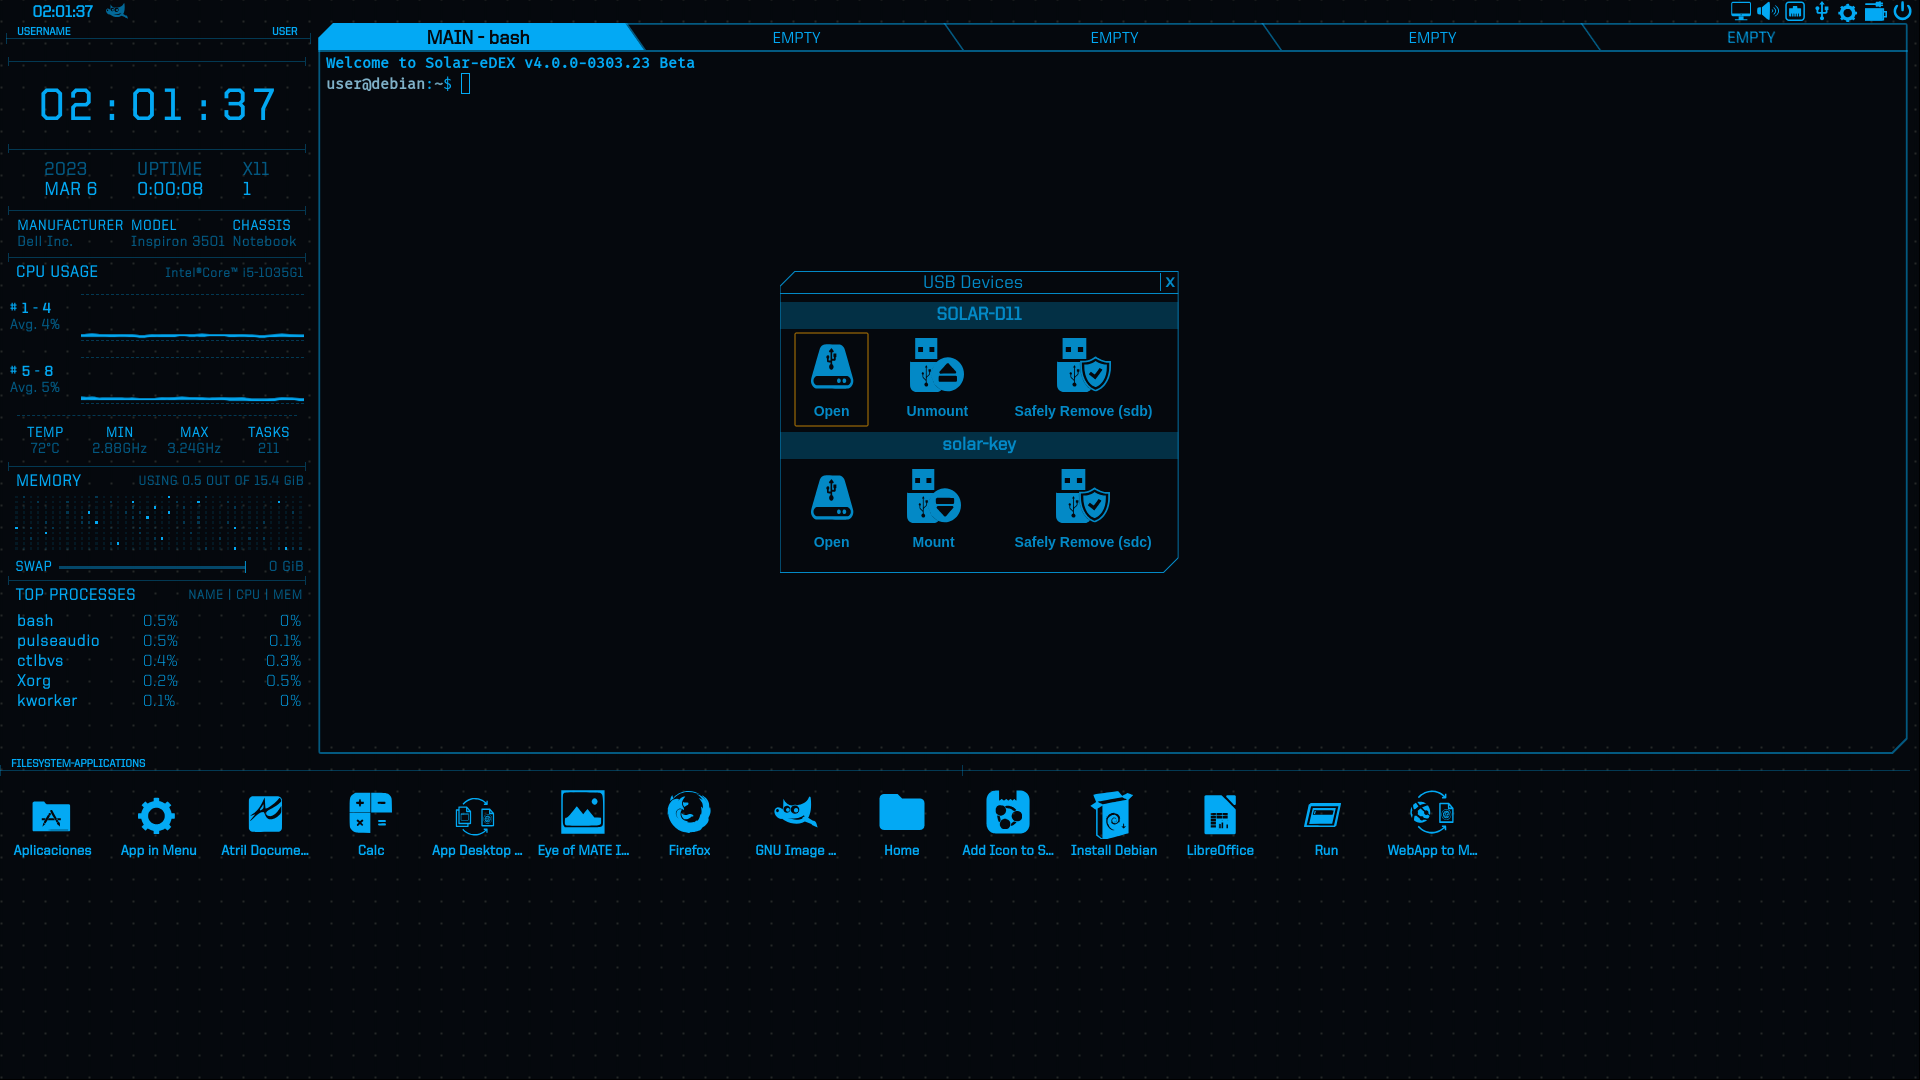 02:01:37
USERNAME USER
MAIN - bash EMPTY EMPTY EMPTY EMPTY
Welcome to Solar-eDEX v4.0.0-0303.23 Beta
user@debian:~$
02:01:37
2023 UPTIME X11
MAR 6 0:00:08 1
MANUFACTURER MODEL CHASSIS
Dell Inc. Inspiron 3501 Notebook
CPU USAGE Intel®Core™ i5-1035G1
# 1 - 4
Avg. 4%
# 5 - 8
Avg. 5%
TEMP MIN MAX TASKS
72°C 2.88GHz 3.24GHz 211
MEMORY USING 0.5 OUT OF 15.4 GiB
SWAP 0 GiB
TOP PROCESSES NAME | CPU | MEM
bash 0.5% 0%
pulseaudio 0.5% 0.1%
ctlbvs 0.4% 0.3%
Xorg 0.2% 0.5%
kworker 0.1% 0%
USB Devices X
SOLAR-D11
Open Unmount Safely Remove (sdb)
solar-key
Open Mount Safely Remove (sdc)
FILESYSTEM-APPLICATIONS
Aplicaciones App in Menu Atril Docume... Calc App Desktop ... Eye of MATE I... Firefox GNU Image ... Home Add Icon to S... Install Debian LibreOffice Run WebApp to M...